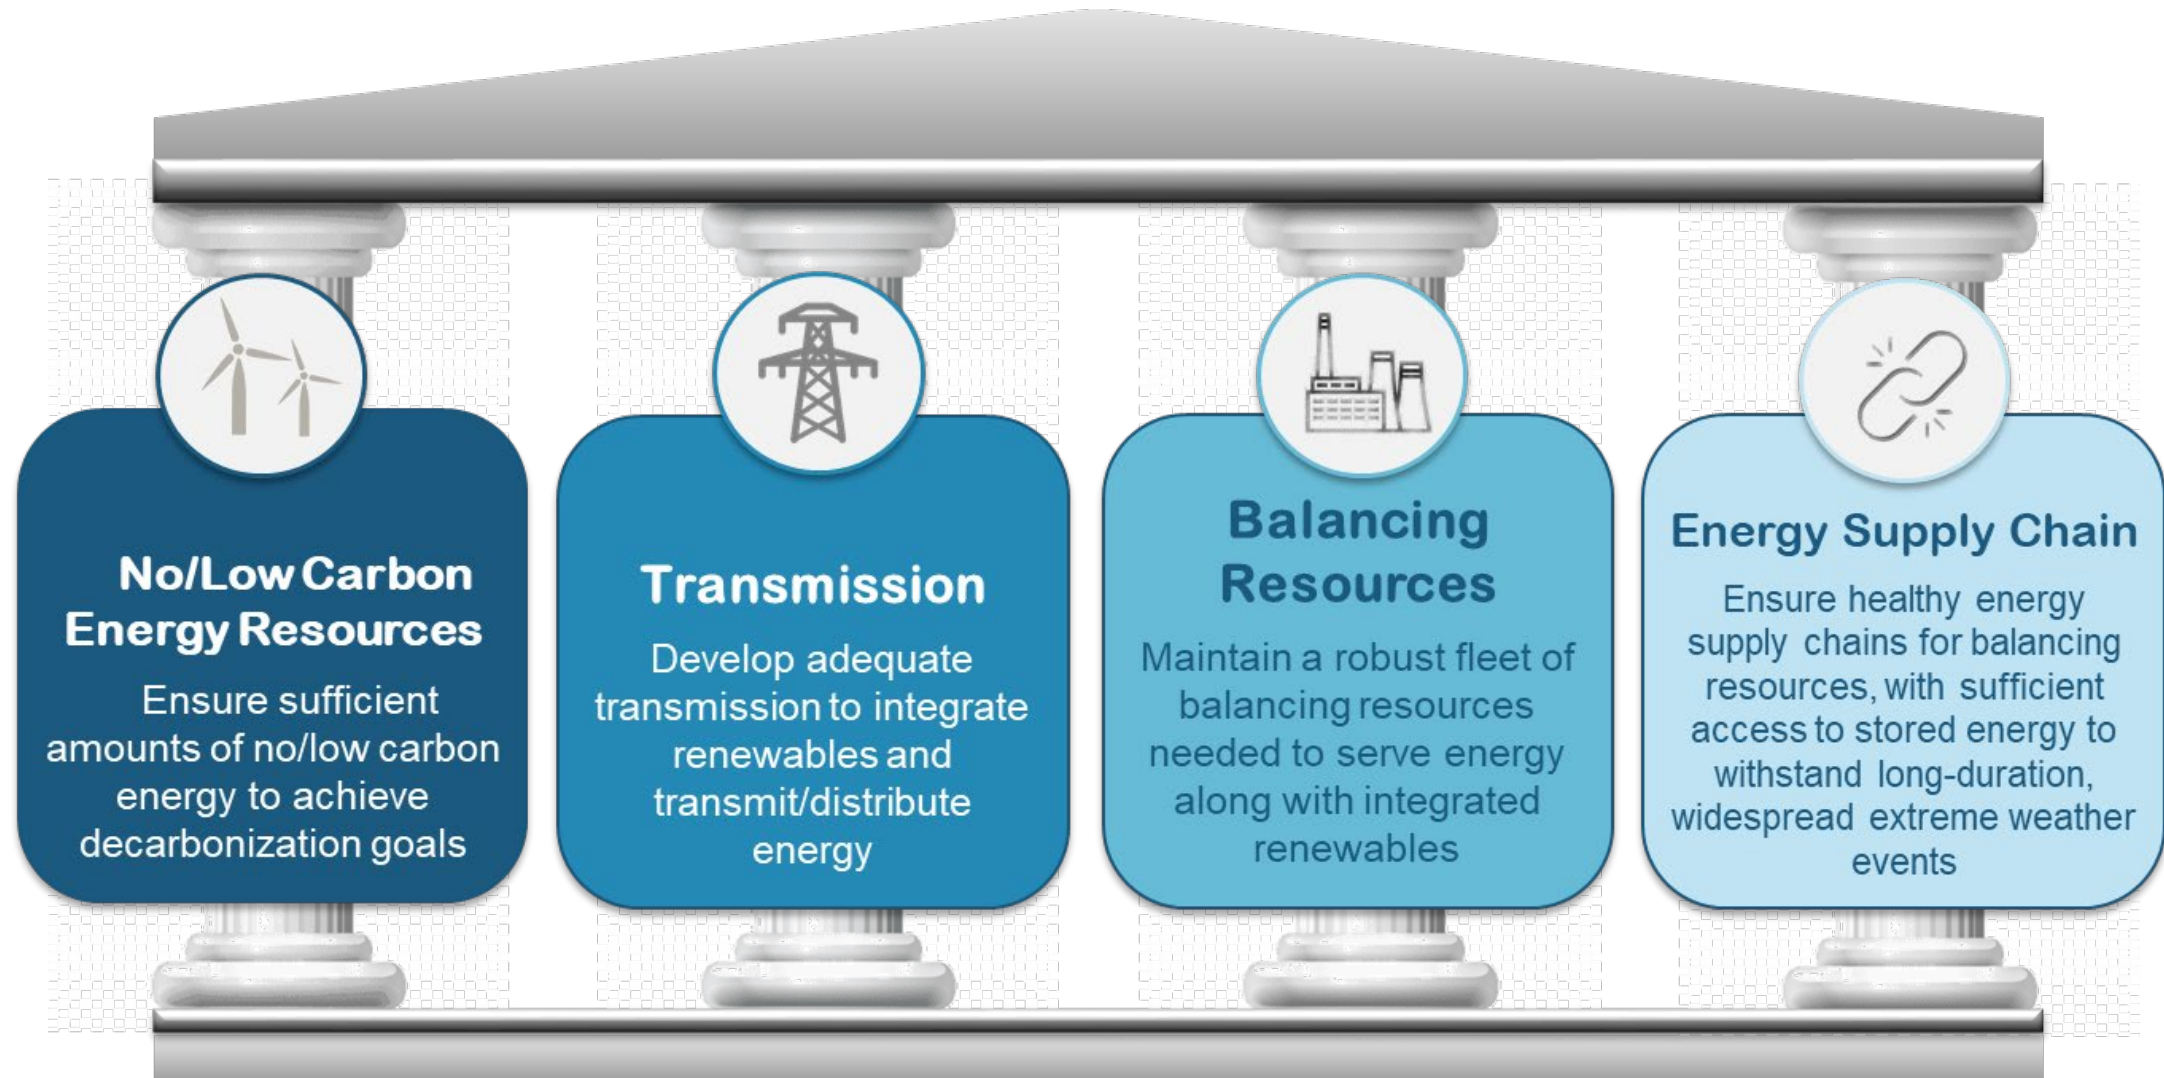 No/Low Carbon
Energy Resources
Ensure sufficient
amounts of no/low carbon
energy to achieve
decarbonization goals
Transmission
Develop adequate
transmission to integrate
renewables and
transmit/distribute
energy
Balancing
Resources
Maintain a robust fleet of
balancing resources
needed to serve energy
along with integrated
renewables
Energy Supply Chain
Ensure healthy energy
supply chains for balancing
resources, with sufficient
access to stored energy to
withstand long-duration,
widespread extreme weather
events